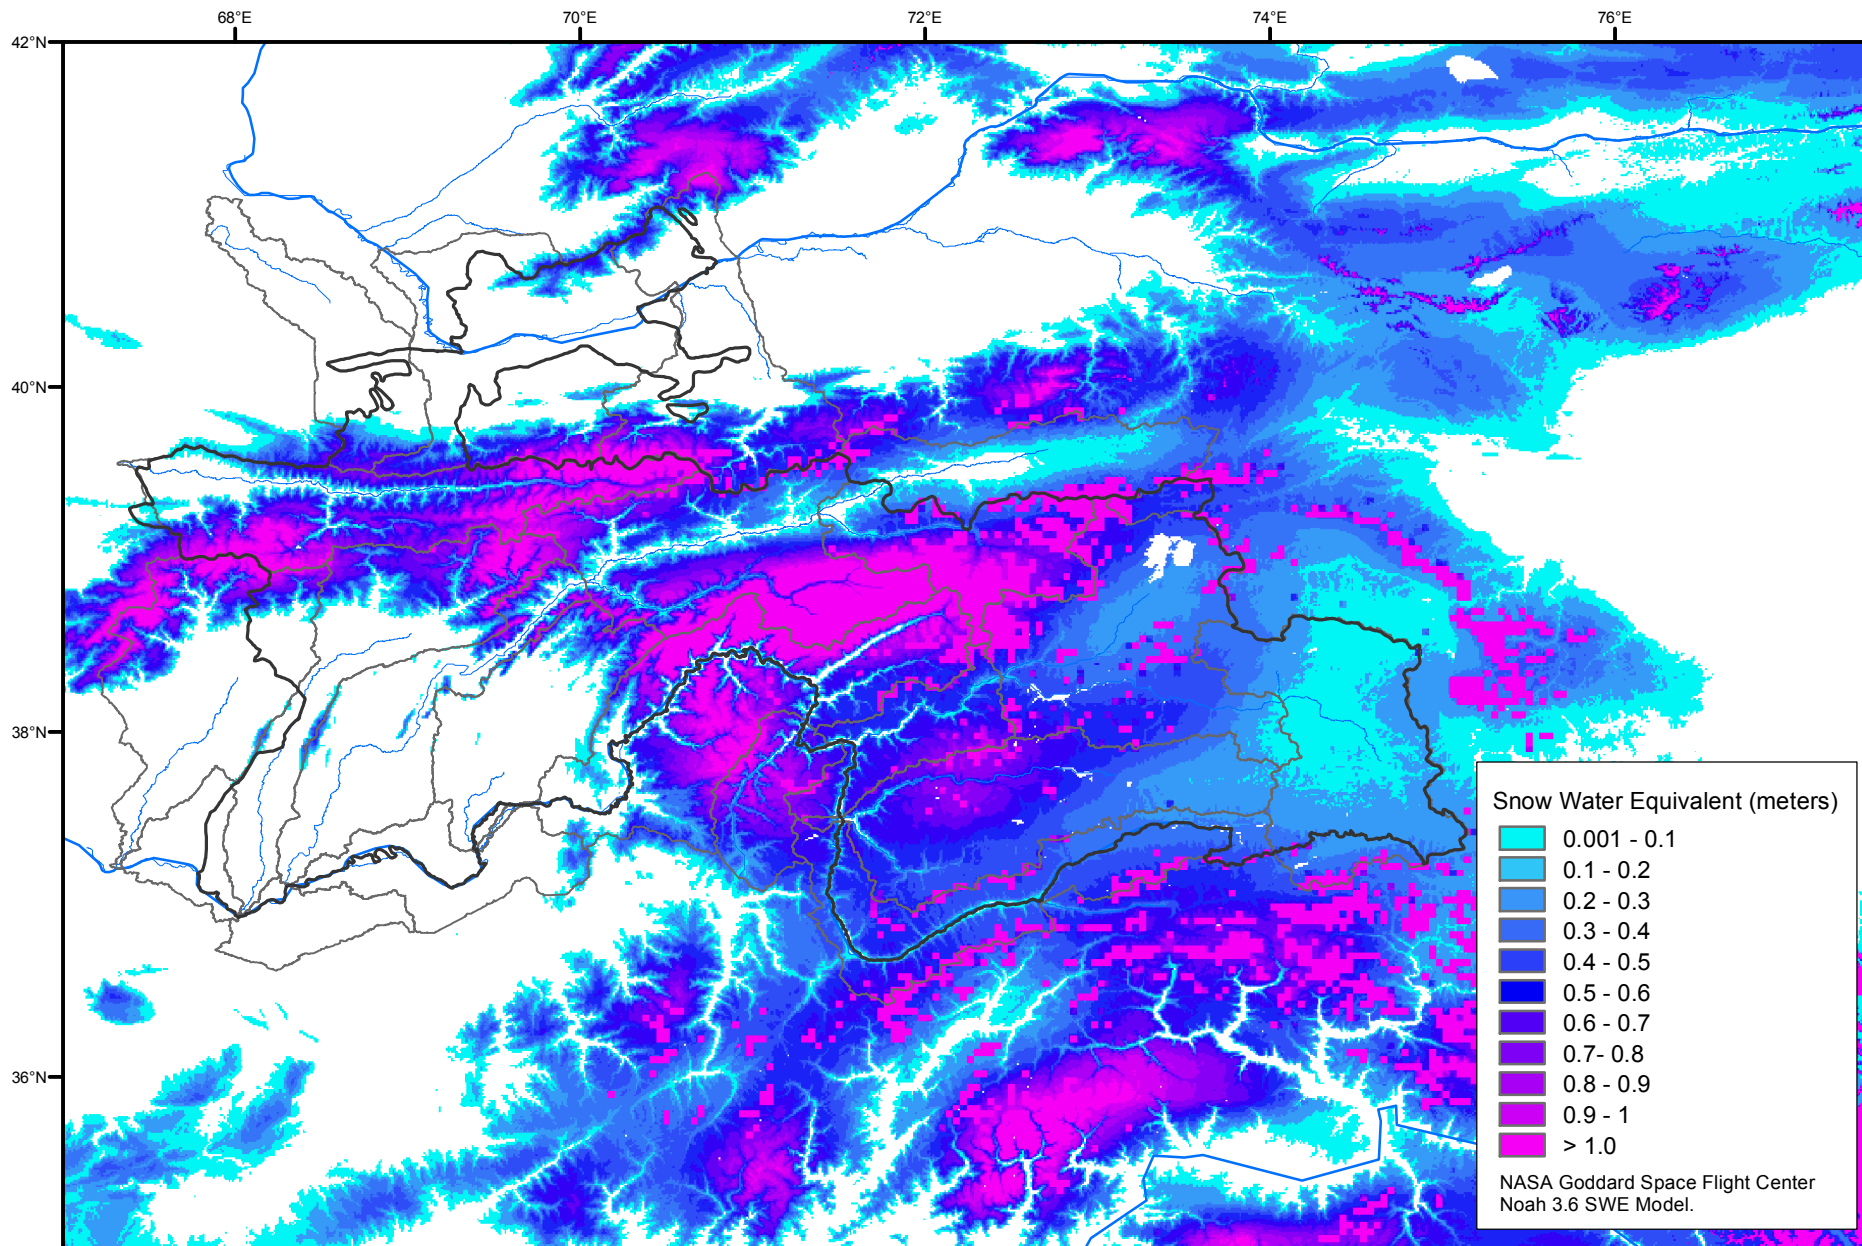 68°E
70°E
72°E
74°E
76°E
42°N
40°N
38°N
36°N
Snow Water Equivalent (meters)
0.001 - 0.1
0.1 - 0.2
0.2 - 0.3
0.3 - 0.4
0.4 - 0.5
0.5 - 0.6
0.6 - 0.7
0.7- 0.8
0.8 - 0.9
0.9 - 1
> 1.0
NASA Goddard Space Flight Center
Noah 3.6 SWE Model.